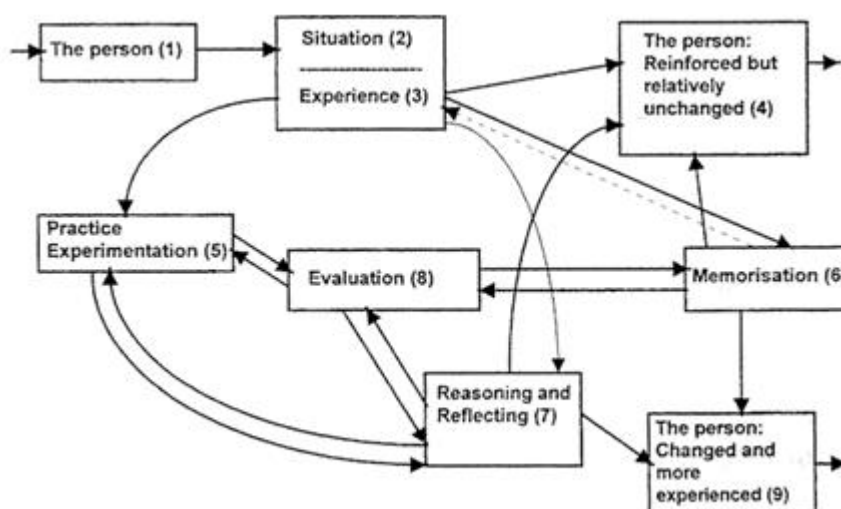 The person (1)
Situation (2)
Experience (3)
The person:
Reinforced but
relatively
unchanged (4)
Practice
Experimentation (5)
Evaluation (8)
Memorisation (6
Reasoning and
Reflecting (7)
The person:
Changed and
more
experienced (9)